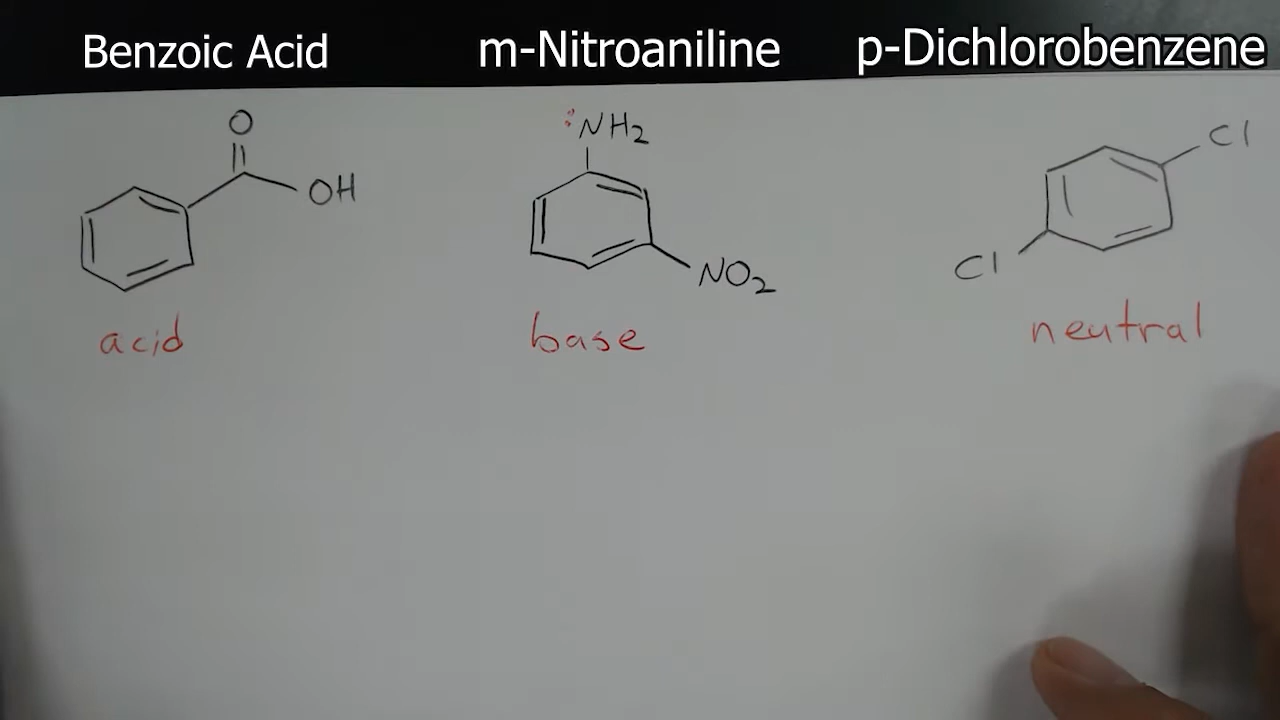 Benzoic Acid
m-Nitroaniline
p-Dichlorobenzene
O
OH
:NH2
NO2
Cl
Cl
acid
base
neutral